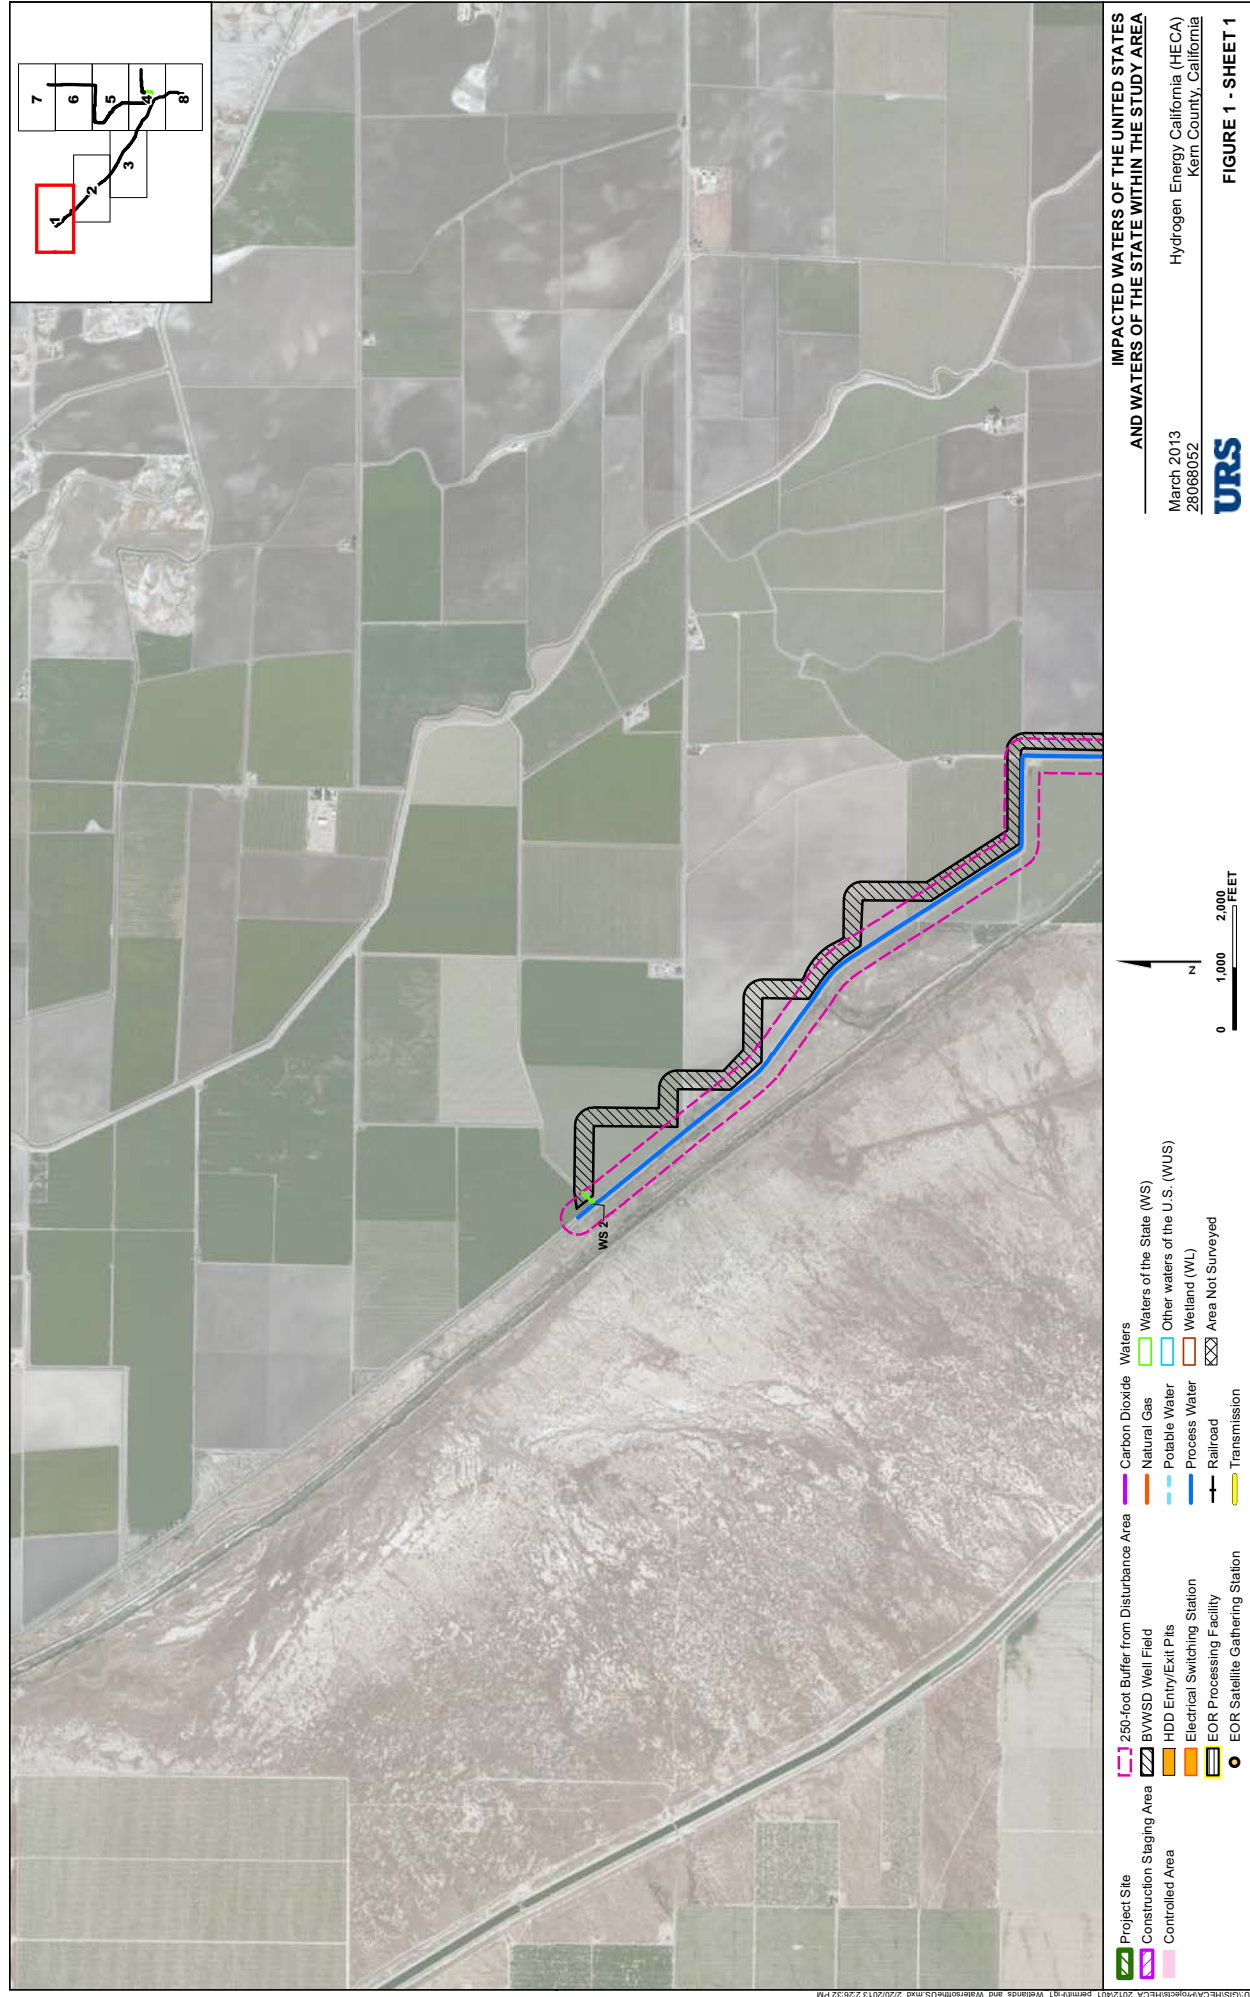 7
6
5
4
8
3
2
1
WS 2
Project Site
Construction Staging Area
Controlled Area
250-foot Buffer from Disturbance Area
BVWSD Well Field
HDD Entry/Exit Pits
Electrical Switching Station
EOR Processing Facility
EOR Satellite Gathering Station
Carbon Dioxide
Natural Gas
Potable Water
Process Water
Railroad
Transmission
Waters
Waters of the State (WS)
Other waters of the U.S. (WUS)
Wetland (WL)
Area Not Surveyed
N
0 1,000 2,000
FEET
IMPACTED WATERS OF THE UNITED STATES
AND WATERS OF THE STATE WITHIN THE STUDY AREA
March 2013
28068052
Hydrogen Energy California (HECA)
Kern County, California
URS
FIGURE 1 - SHEET 1